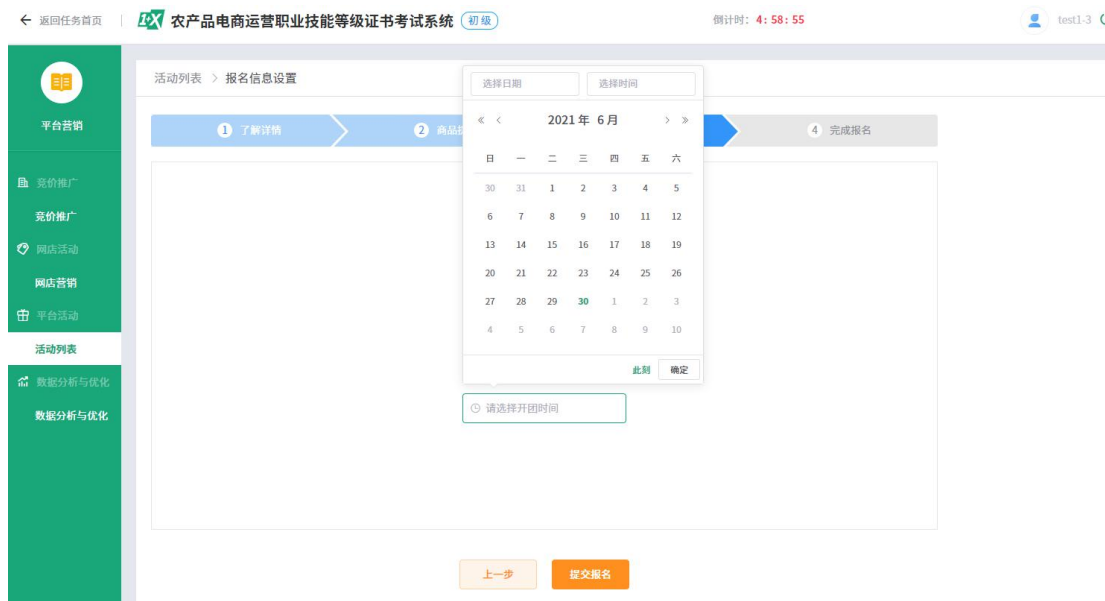 返回任务首页
1+X 农产品电商运营职业技能等级证书考试系统 初级
倒计时：4：58：55
test1-3
平台营销
竞价推广
竞价推广
网店活动
网店营销
平台活动
活动列表
数据分析与优化
数据分析与优化
活动列表 > 报名信息设置
1 了解详情
2 商品
4 完成报名
选择日期 选择时间
« < 2021 年 6 月 > »
日 一 二 三 四 五 六
30 31 1 2 3 4 5
6 7 8 9 10 11 12
13 14 15 16 17 18 19
20 21 22 23 24 25 26
27 28 29 30 1 2 3
4 5 6 7 8 9 10
此刻 确定
请选择开团时间
上一步 提交报名